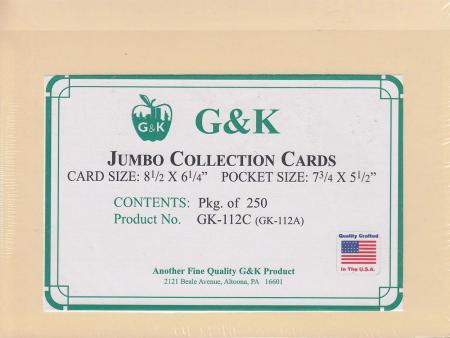 G&K
G&K
JUMBO COLLECTION CARDS
CARD SIZE: 8 1/2 X 6 1/4” POCKET SIZE: 7 3/4 X 5 1/2”
CONTENTS: Pkg. of 250
Product No. GK-112C (GK-112A)
Quality Crafted
In The U.S.A.
Another Fine Quality G&K Product
2121 Beale Avenue, Altoona, PA 16601